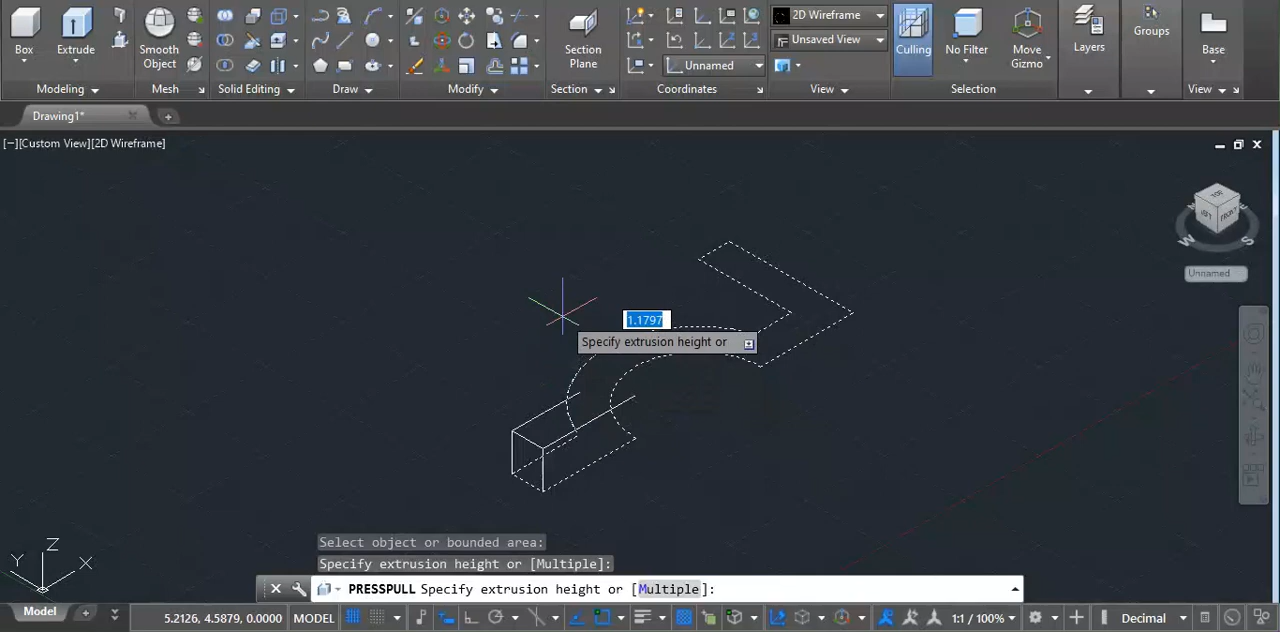 Box
Extrude
Smooth
Object
Section
Plane
2D Wireframe
Unsaved View
Unnamed
Culling
No Filter
Move
Gizmo
Layers
Groups
Base
Modeling
Mesh
Solid Editing
Draw
Modify
Section
Coordinates
View
Selection
View
Drawing1*
[−][Custom View][2D Wireframe]
TOP
LEFT
FRONT
W
S
Unnamed
1.1797
Specify extrusion height or
Select object or bounded area:
Specify extrusion height or [Multiple]:
PRESSPULL Specify extrusion height or [Multiple]:
Z
Y
X
Model
5.2126, 4.5879, 0.0000
MODEL
1:1 / 100%
Decimal